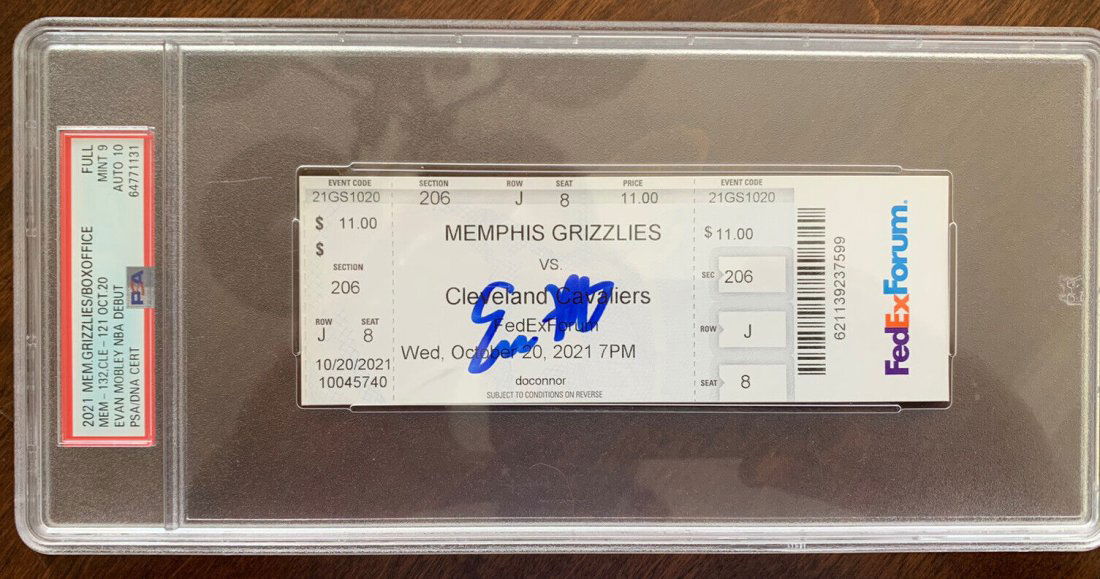 2021 MEM.GRIZZLIES/BOXOFFICE FULL
MEM - 132,CLE - 121 OCT.20 MINT 9
EVAN MOBLEY NBA DEBUT AUTO 10
PSA/DNA CERT 64771131
PSA
EVENT CODE SECTION ROW SEAT PRICE EVENT CODE
21GS1020 206 J 8 11.00 21GS1020
$ 11.00 MEMPHIS GRIZZLIES $ 11.00
$
VS.
SECTION
206 Cleveland Cavaliers SEC 206
FedExForum
ROW SEAT ROW J
J 8
Wed, October 20, 2021 7PM
10/20/2021
10045740 doconnor SEAT 8
SUBJECT TO CONDITIONS ON REVERSE
621139237599
FedExForum.